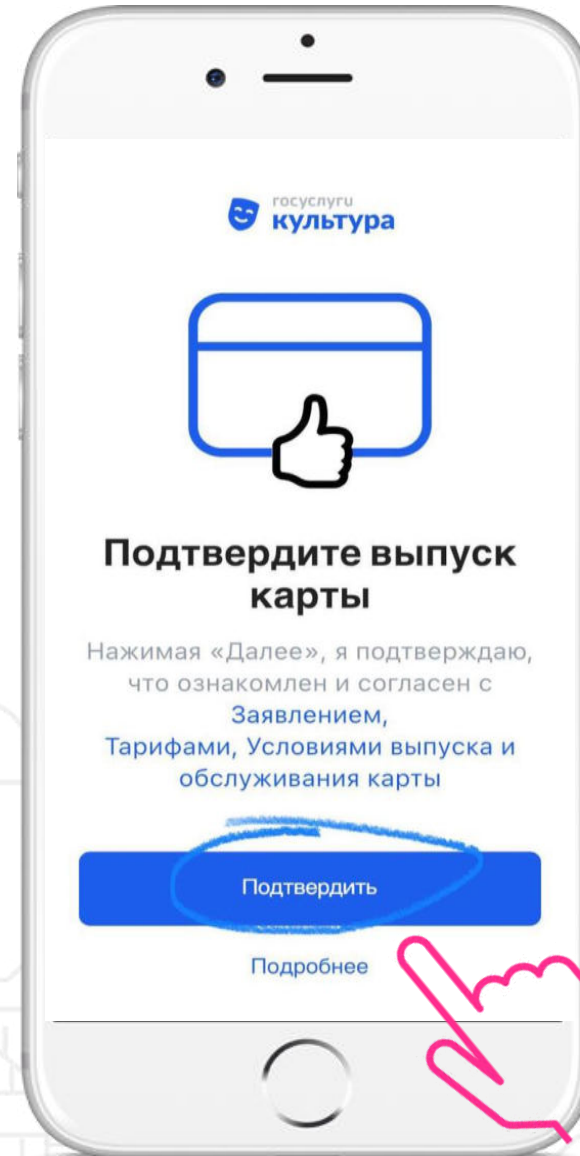 госуслуги
культура
Подтвердите выпуск
карты
Нажимая «Далее», я подтверждаю,
что ознакомлен и согласен с
Заявлением,
Тарифами, Условиями выпуска и
обслуживания карты
Подтвердить
Подробнее